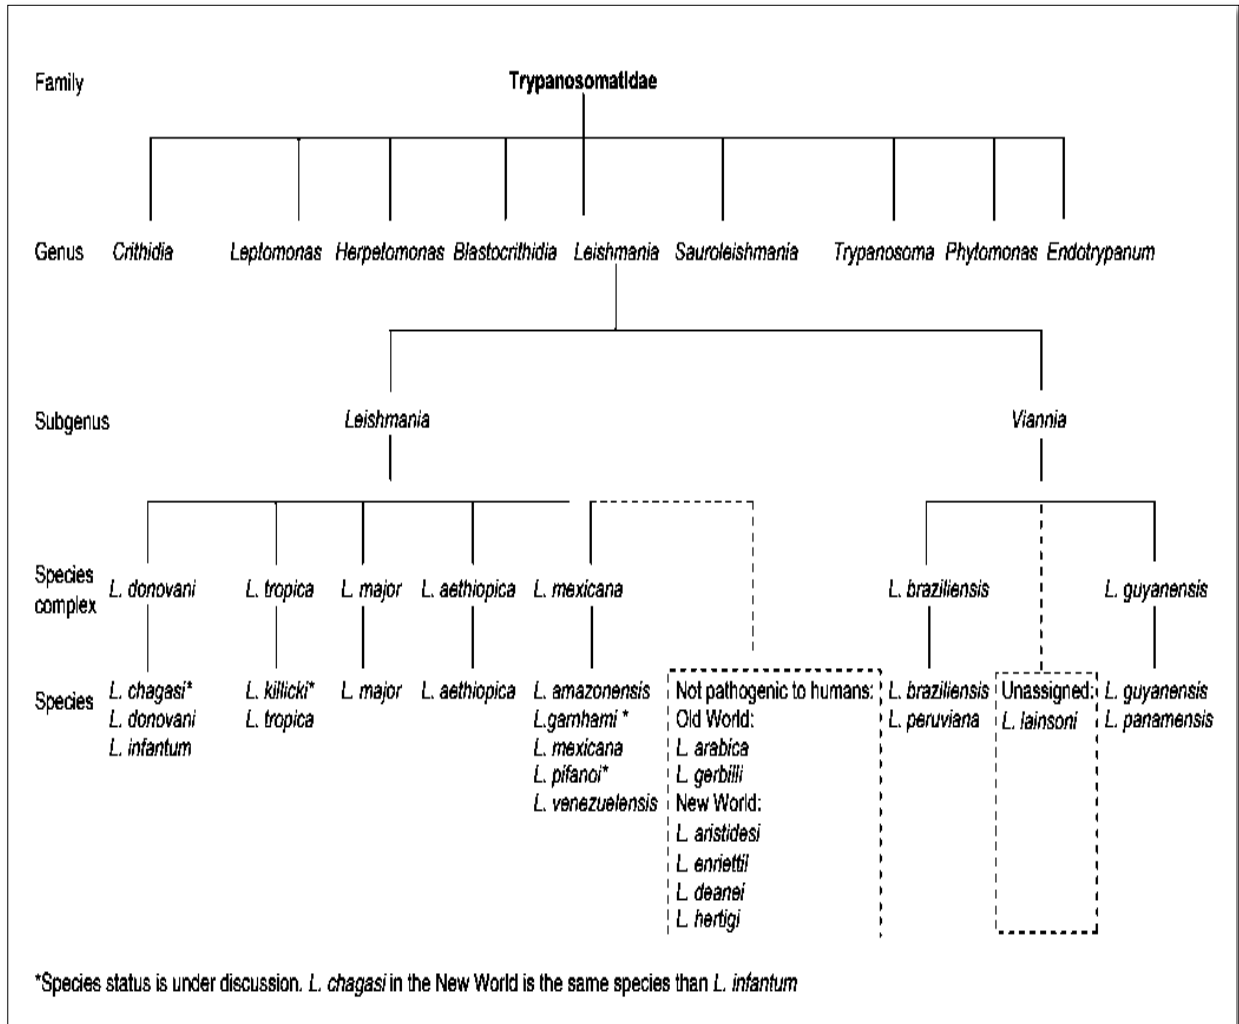 Family
Trypanosomatidae
Genus
Crithidia
Leptomonas
Herpetomonas
Blastocrithidia
Leishmania
Sauroleishmania
Trypanosoma
Phytomonas
Endotrypanum
Subgenus
Leishmania
Viannia
Species
complex
L. donovani
L. tropica
L. major
L. aethiopica
L. mexicana
L. braziliensis
L. guyanensis
Species
L. chagasi*
L. donovani
L. infantum
L. killicki*
L. tropica
L. major
L. aethiopica
L. amazonensis
L.garnhami *
L. mexicana
L. pifanoi*
L. venezuelensis
Not pathogenic to humans:
Old World:
L. arabica
L. gerbilli
New World:
L. aristidesi
L. enriettii
L. deanei
L. hertigi
L. braziliensis
L. peruviana
Unassigned:
L. lainsoni
L. guyanensis
L. panamensis
*Species status is under discussion. L. chagasi in the New World is the same species than L. infantum